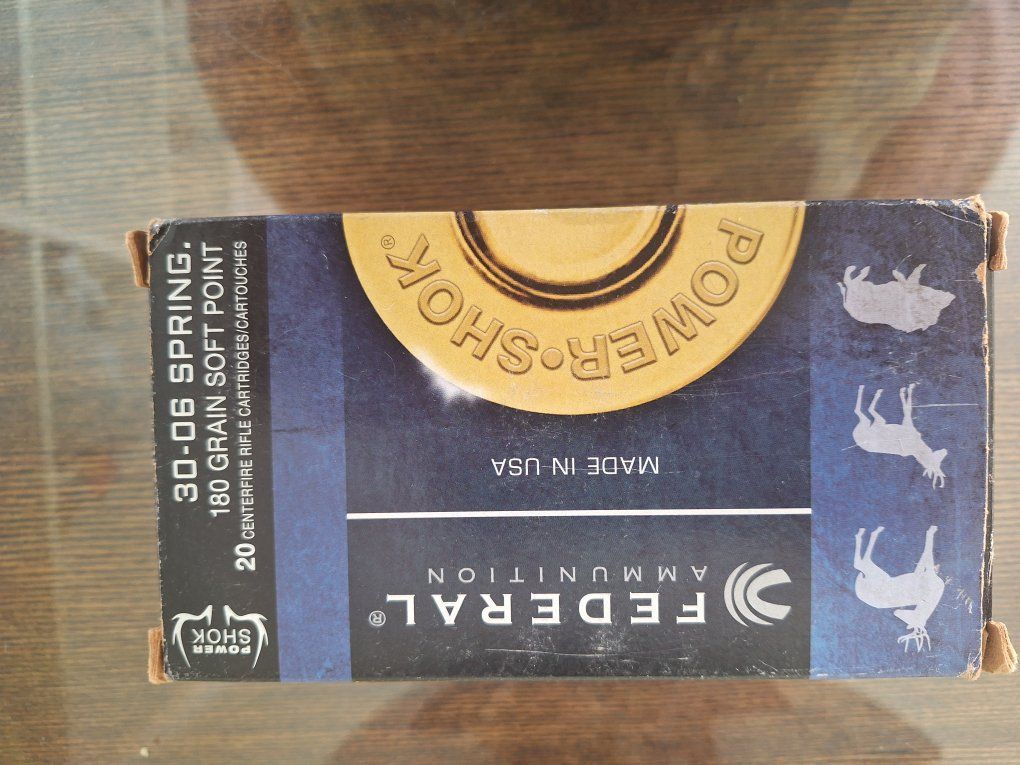 POWER•SHOK®
MADE IN USA
FEDERAL®
AMMUNITION
30-06 SPRING.
180 GRAIN SOFT POINT
20 CENTERFIRE RIFLE CARTRIDGES/CARTOUCHES
POWER
SHOK